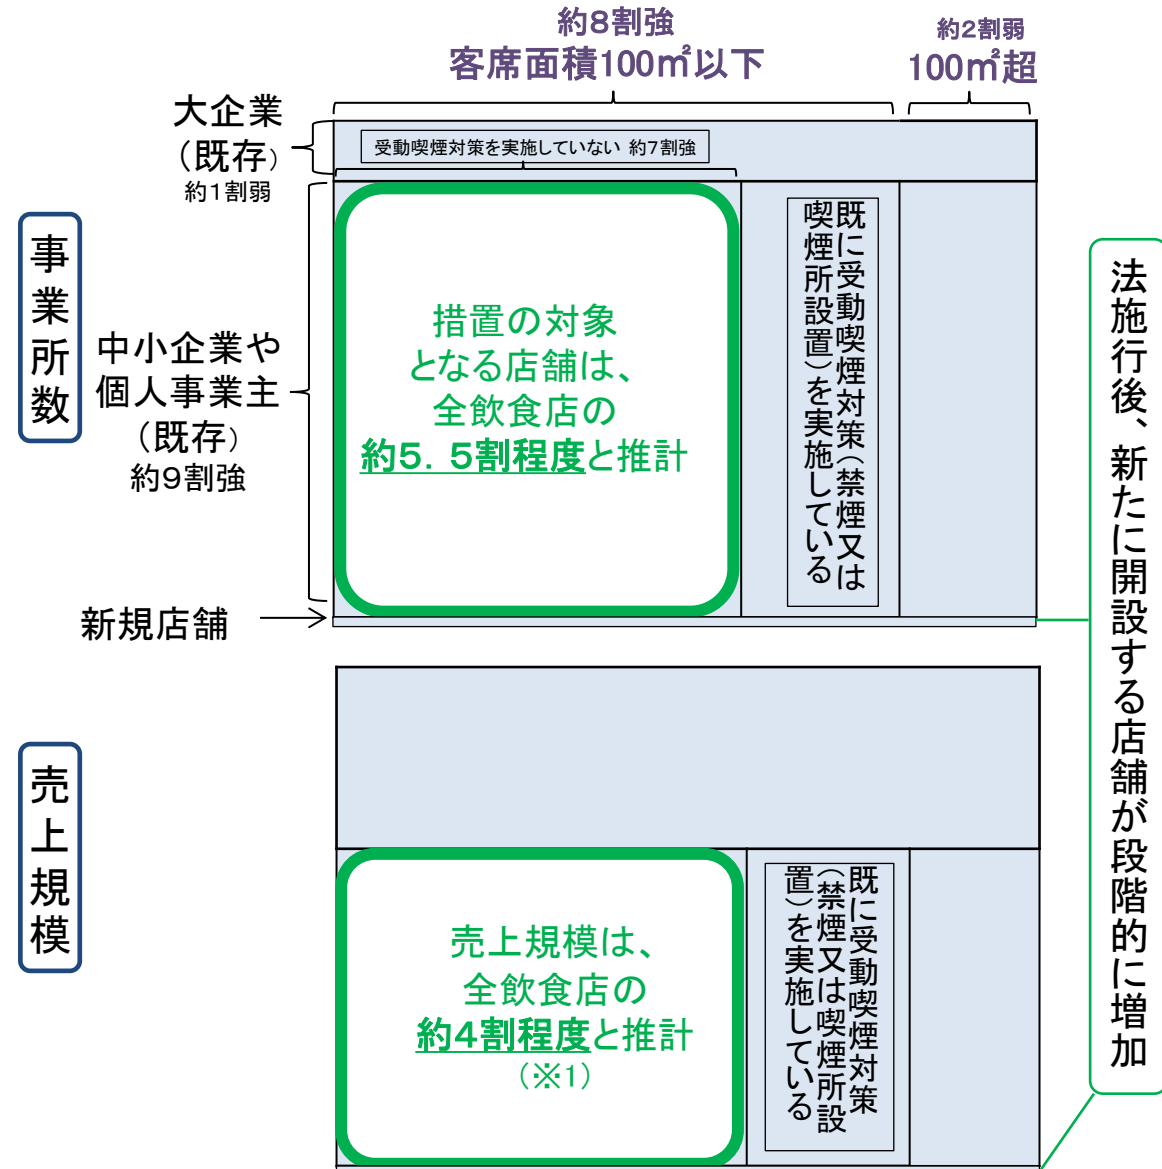 約8割強
客席面積100㎡以下
約2割弱
100㎡超
大企業
（既存）
約1割弱
受動喫煙対策を実施していない 約7割強
事業所数
中小企業や
個人事業主
（既存）
約9割強
措置の対象
となる店舗は、
全飲食店の
約5．5割程度と推計
既に受動喫煙対策（禁煙又は
喫煙所設置）を実施している
新規店舗
法施行後、新たに開設する店舗が段階的に増加
売上規模
売上規模は、
全飲食店の
約4割程度と推計
（※1）
既に受動喫煙対策
（禁煙又は喫煙所設
置）を実施している